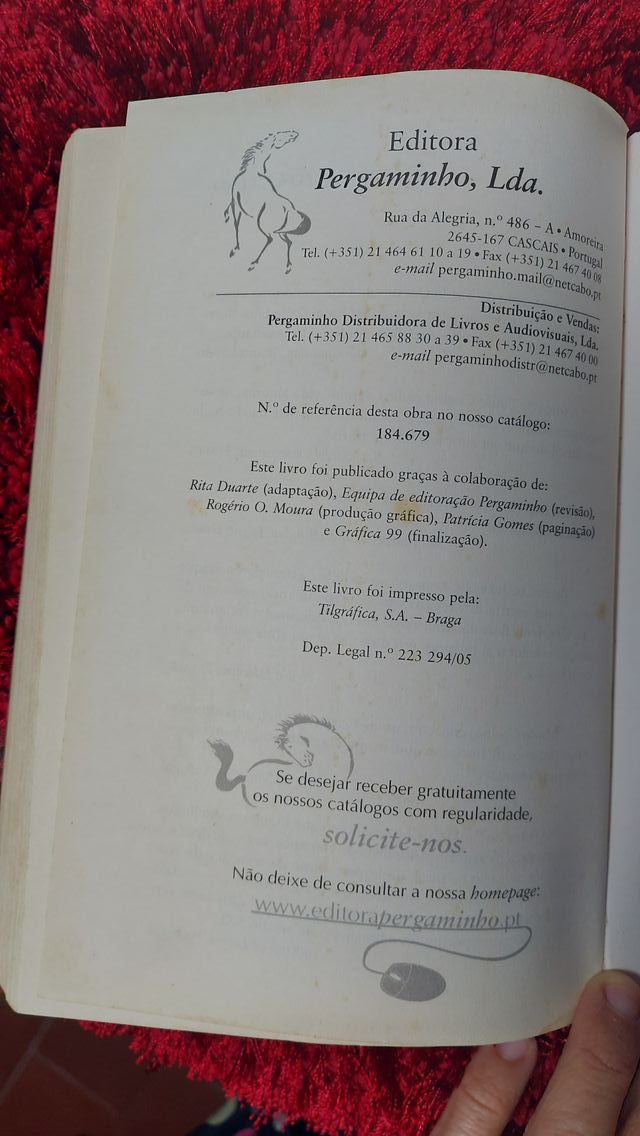 Editora
Pergaminho, Lda.
Rua da Alegria, n.º 486 – A • Amoreira
2645-167 CASCAIS • Portugal
Tel. (+351) 21 464 61 10 a 19 • Fax (+351) 21 467 40 08
e-mail pergaminho.mail@netcabo.pt
Distribuição e Vendas:
Pergaminho Distribuidora de Livros e Audiovisuais, Lda.
Tel. (+351) 21 465 88 30 a 39 • Fax (+351) 21 467 40 00
e-mail pergaminhodistr@netcabo.pt
N.º de referência desta obra no nosso catálogo:
184.679
Este livro foi publicado graças à colaboração de:
Rita Duarte (adaptação), Equipa de editoração Pergaminho (revisão),
Rogério O. Moura (produção gráfica), Patrícia Gomes (paginação)
e Gráfica 99 (finalização).
Este livro foi impresso pela:
Tilgráfica, S.A. – Braga
Dep. Legal n.º 223 294/05
Se desejar receber gratuitamente
os nossos catálogos com regularidade,
solicite-nos.
Não deixe de consultar a nossa homepage:
www.editorapergaminho.pt